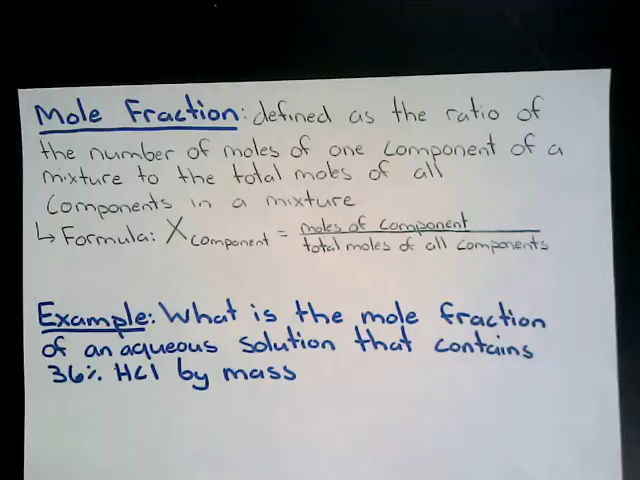 Mole Fraction: defined as the ratio of
the number of moles of one component of a
mixture to the total moles of all
components in a mixture
↳ Formula: X component = moles of component
total moles of all components
Example: What is the mole fraction
of an aqueous solution that contains
36% HCl by mass